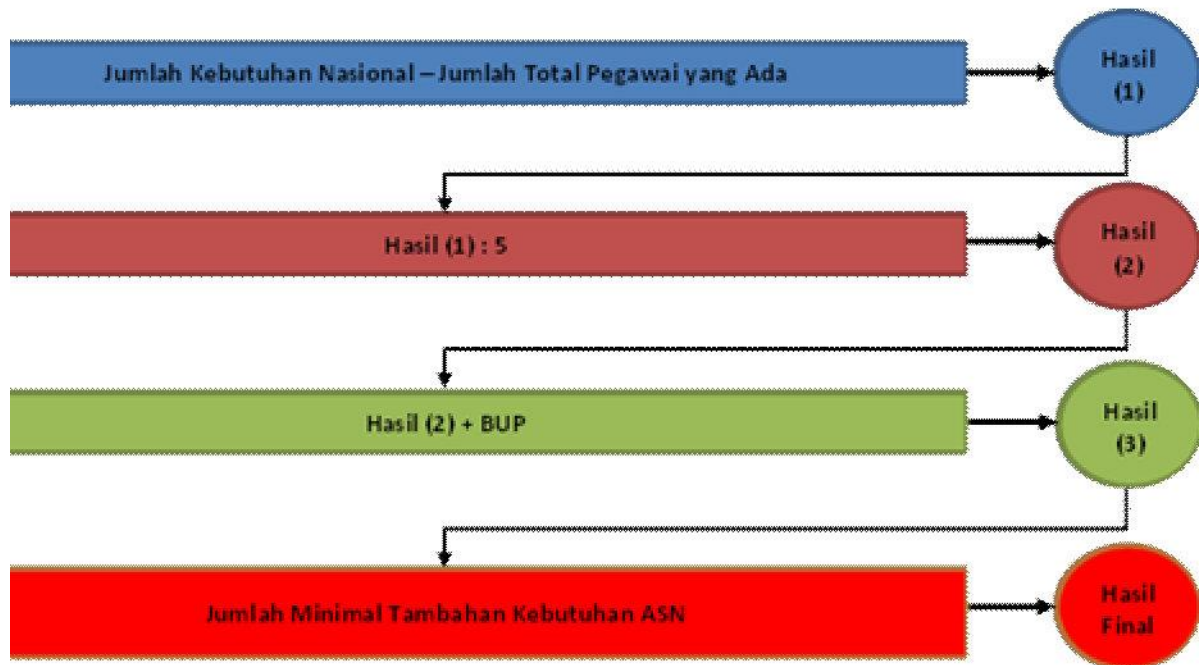 Jumlah Kebutuhan Nasional – Jumlah Total Pegawai yang Ada
Hasil
(1)
Hasil (1) : 5
Hasil
(2)
Hasil (2) + BUP
Hasil
(3)
Jumlah Minimal Tambahan Kebutuhan ASN
Hasil
Final